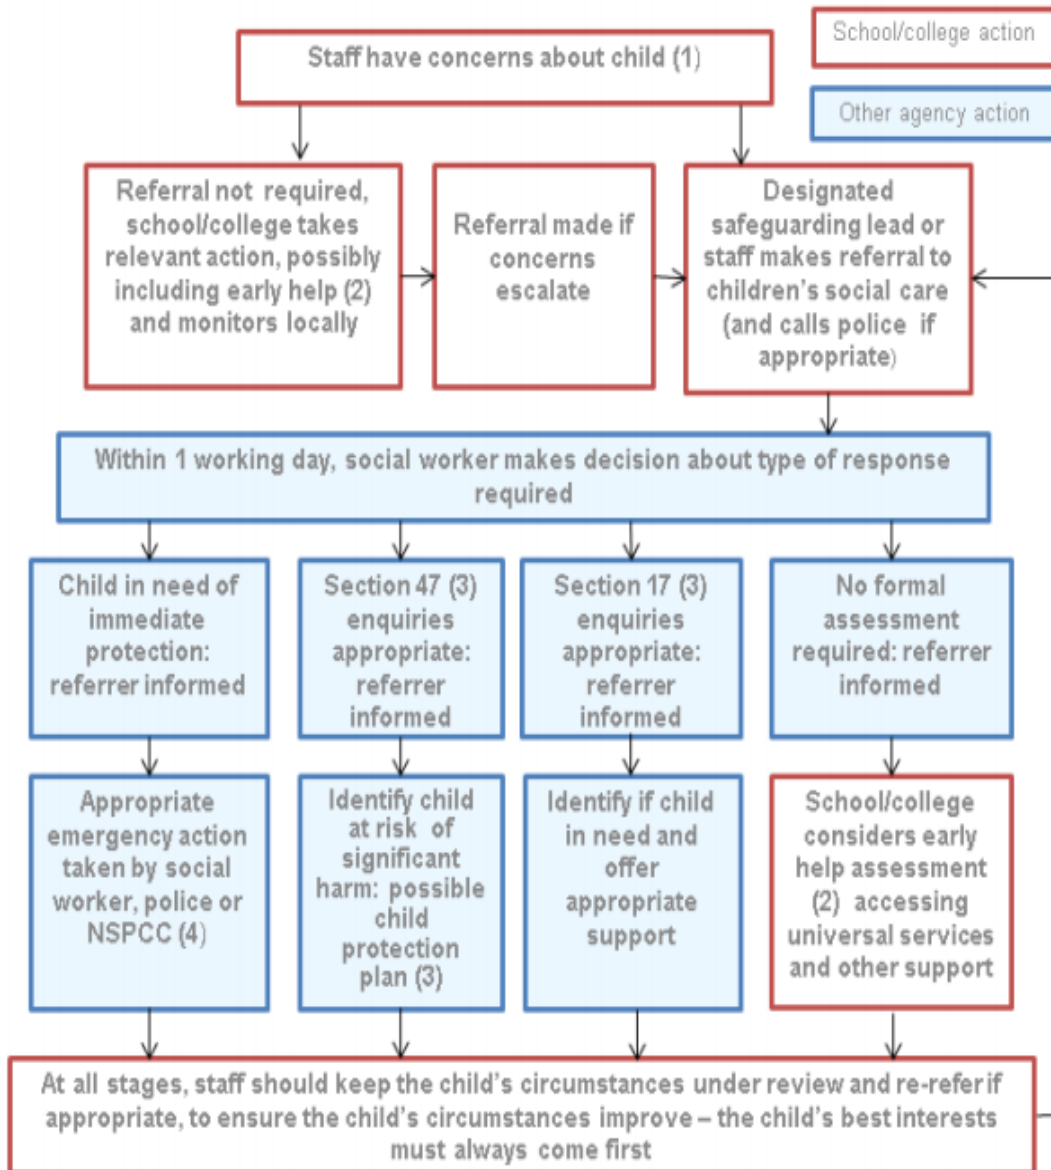 School/college action
Staff have concerns about child (1)
Other agency action
Referral not required,
school/college takes
relevant action, possibly
including early help (2)
and monitors locally
Referral made if
concerns
escalate
Designated
safeguarding lead or
staff makes referral to
children's social care
(and calls police if
appropriate)
Within 1 working day, social worker makes decision about type of response
required
Child in need of
immediate
protection:
referrer informed
Section 47 (3)
enquiries
appropriate:
referrer
informed
Section 17 (3)
enquiries
appropriate:
referrer
informed
No formal
assessment
required: referrer
informed
Appropriate
emergency action
taken by social
worker, police or
NSPCC (4)
Identify child
at risk of
significant
harm: possible
child
protection
plan (3)
Identify if child
in need and
offer
appropriate
support
School/college
considers early
help assessment
(2) accessing
universal services
and other support
At all stages, staff should keep the child's circumstances under review and re-refer if
appropriate, to ensure the child's circumstances improve – the child's best interests
must always come first